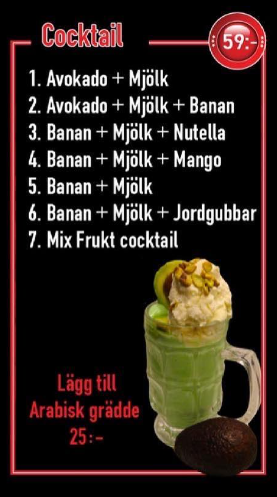 Cocktail
59:-
1. Avokado + Mjölk
2. Avokado + Mjölk + Banan
3. Banan + Mjölk + Nutella
4. Banan + Mjölk + Mango
5. Banan + Mjölk
6. Banan + Mjölk + Jordgubbar
7. Mix Frukt cocktail
Lägg till
Arabisk grädde
25:-